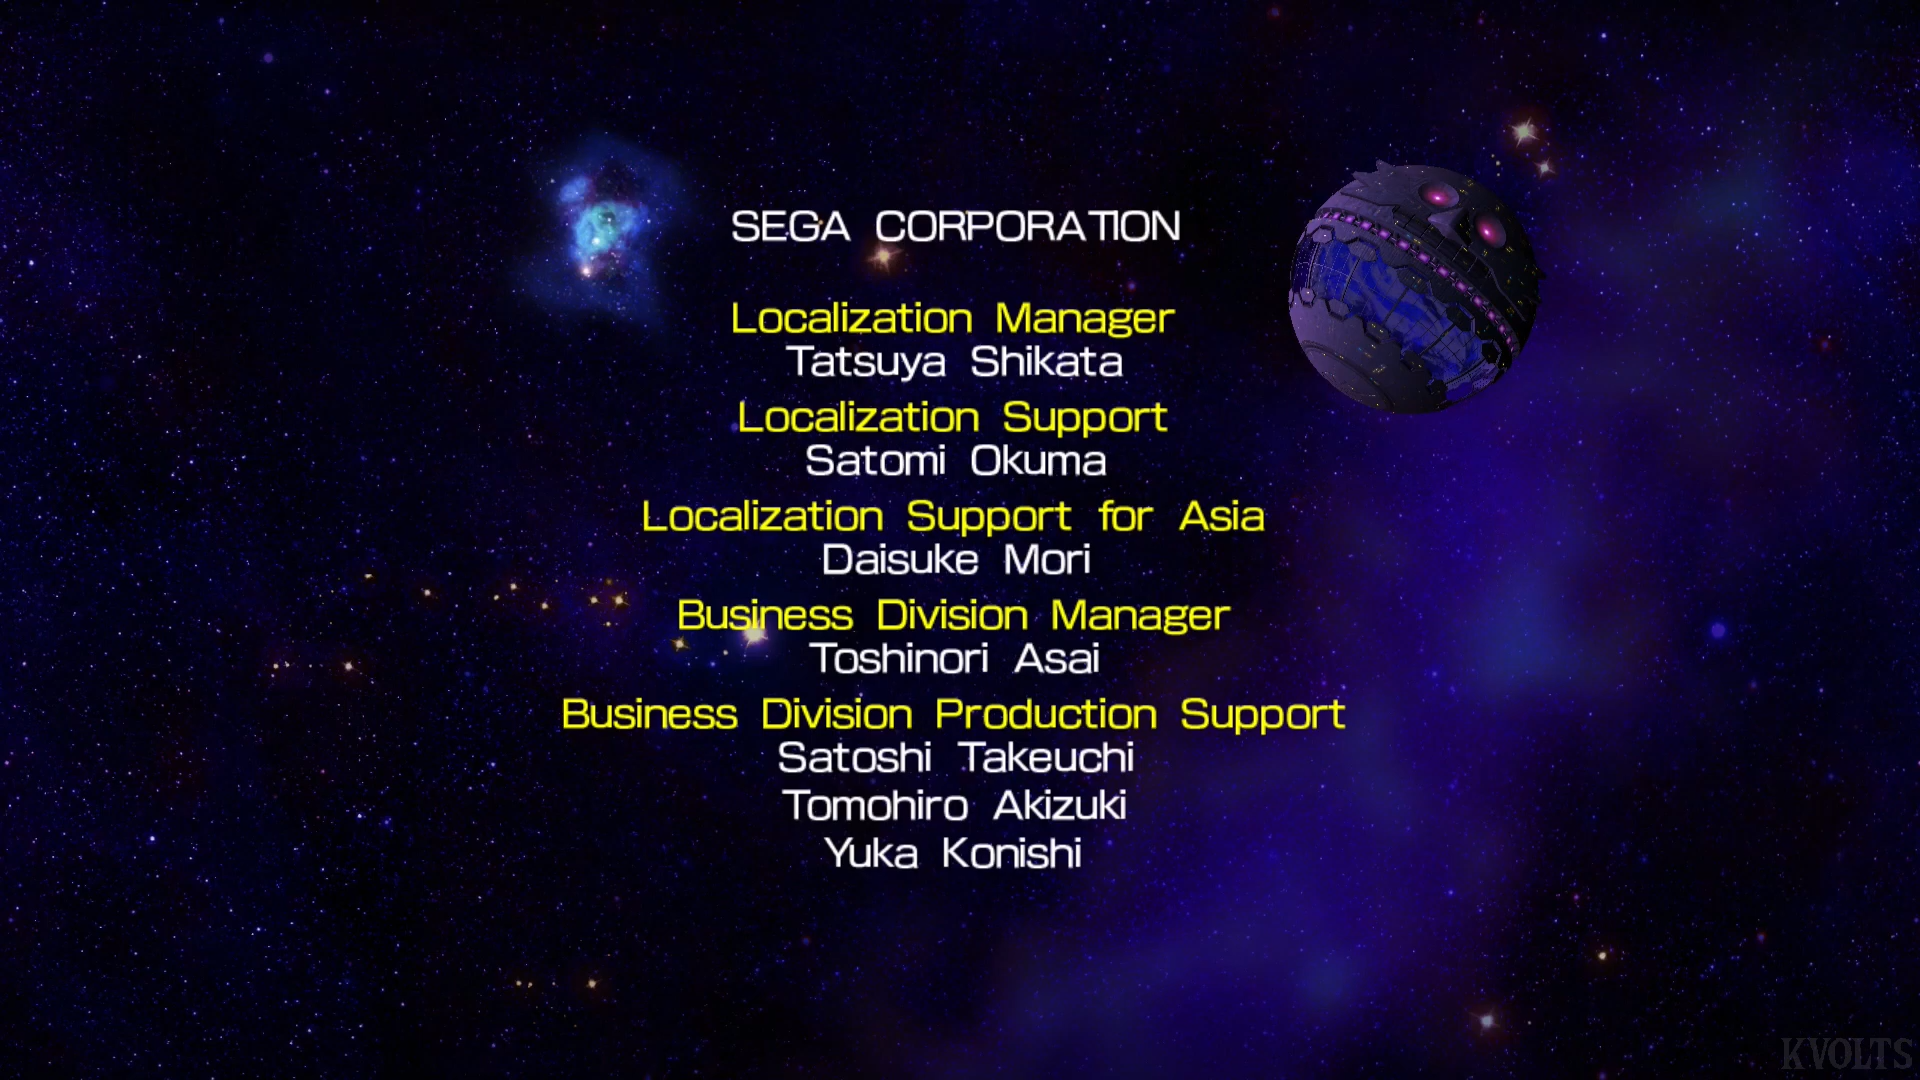 SEGA CORPORATION
Localization Manager
Tatsuya Shikata
Localization Support
Satomi Okuma
Localization Support for Asia
Daisuke Mori
Business Division Manager
Toshinori Asai
Business Division Production Support
Satoshi Takeuchi
Tomohiro Akizuki
Yuka Konishi
KVOLTS